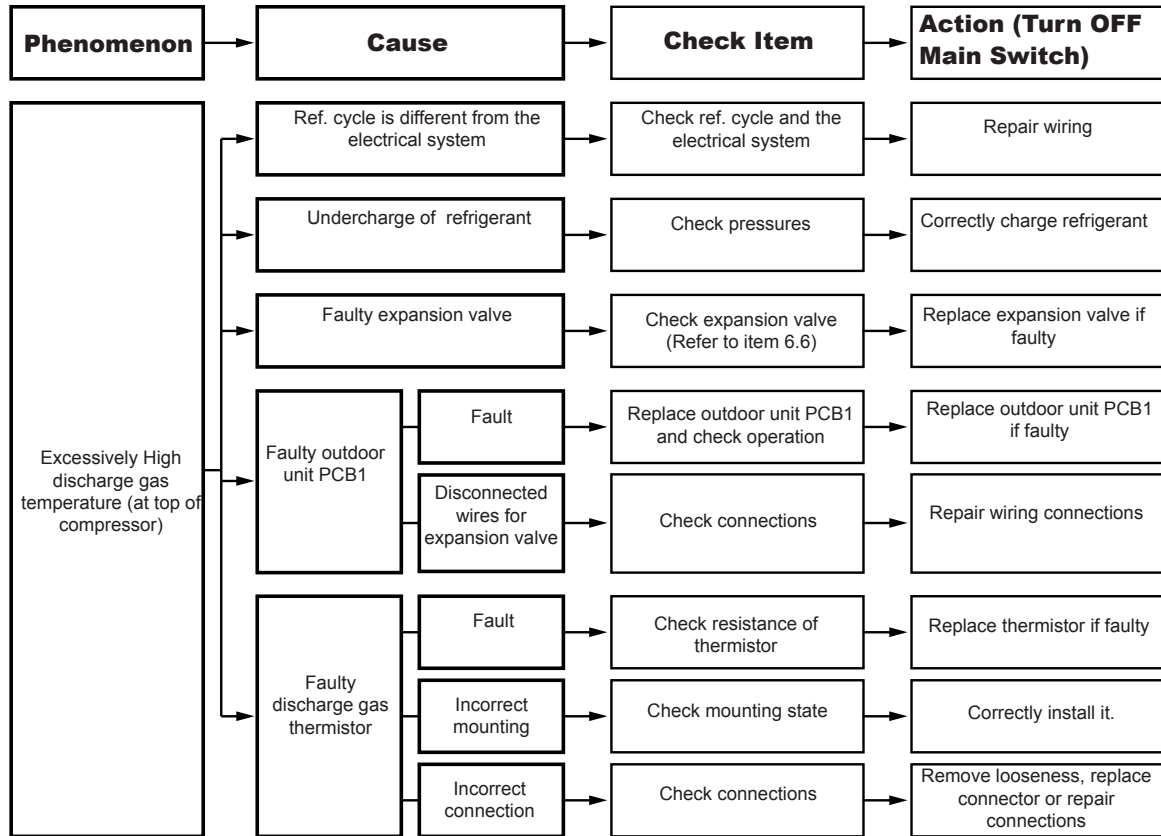 Phenomenon
Cause
Check Item
Action (Turn OFF
Main Switch)
Excessively High
discharge gas
temperature (at top of
compressor)
Ref. cycle is different from the
electrical system
Check ref. cycle and the
electrical system
Repair wiring
Undercharge of refrigerant
Check pressures
Correctly charge refrigerant
Faulty expansion valve
Check expansion valve
(Refer to item 6.6)
Replace expansion valve if
faulty
Faulty outdoor
unit PCB1
Fault
Replace outdoor unit PCB1
and check operation
Replace outdoor unit PCB1
if faulty
Disconnected
wires for
expansion valve
Check connections
Repair wiring connections
Faulty
discharge gas
thermistor
Fault
Check resistance of
thermistor
Replace thermistor if faulty
Incorrect
mounting
Check mounting state
Correctly install it.
Incorrect
connection
Check connections
Remove looseness, replace
connector or repair
connections